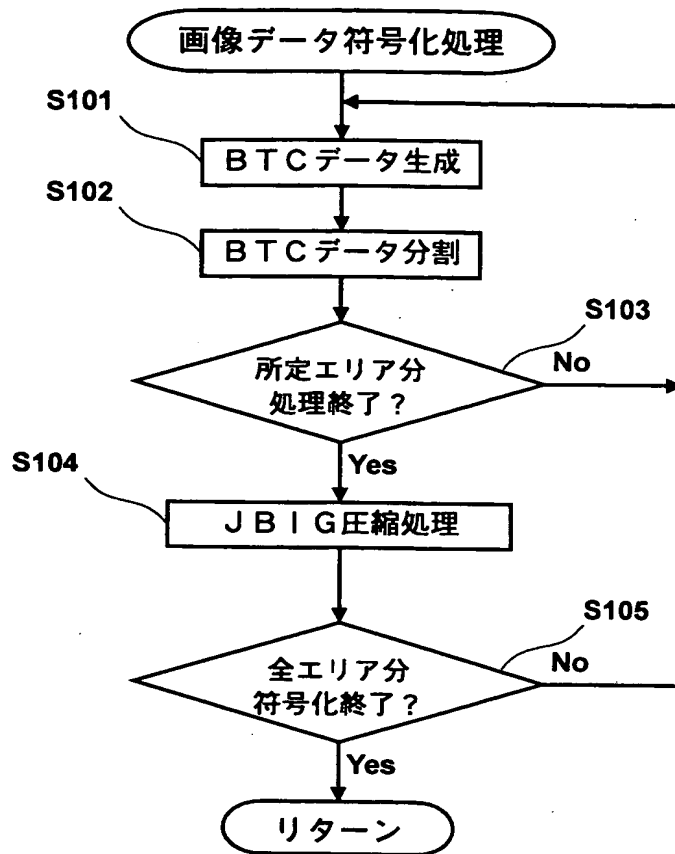 画像データ符号化処理
S101
BTCデータ生成
S102
BTCデータ分割
S103
所定エリア分
処理終了?
No
Yes
S104
JBIG圧縮処理
S105
全エリア分
符号化終了?
No
Yes
リターン